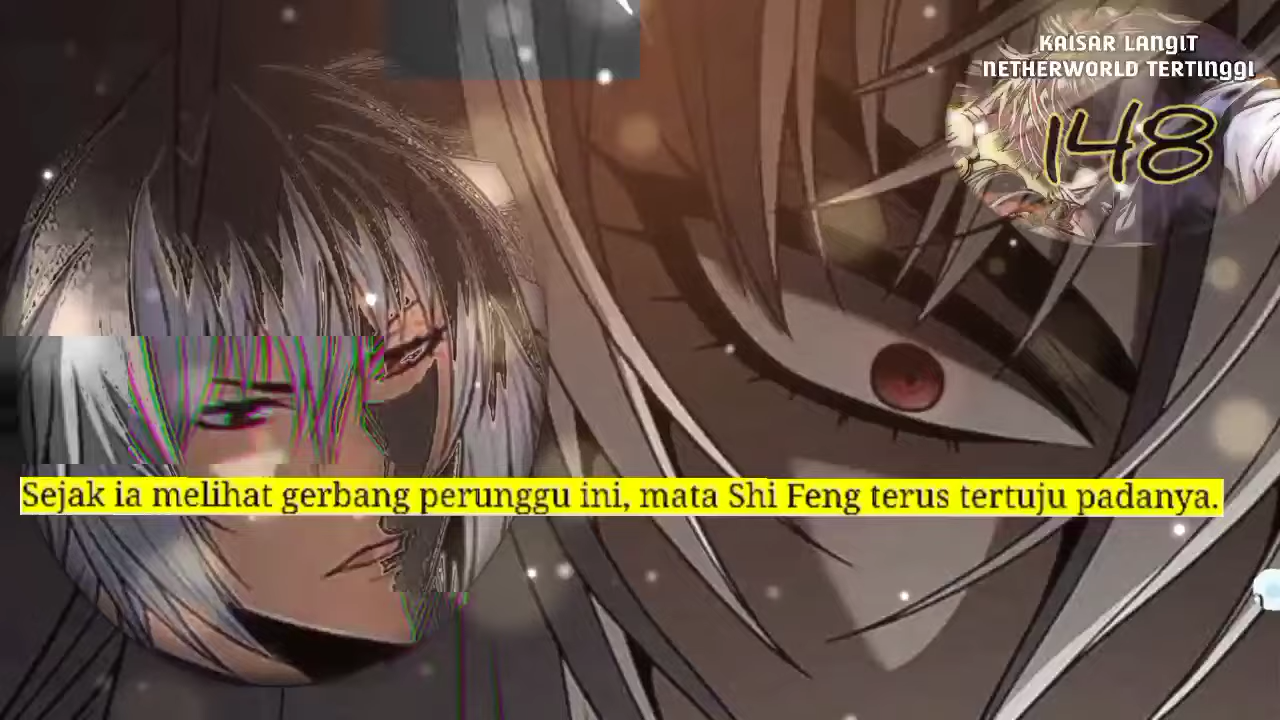 KAISAR LANGIT
NETHERWORLD TERTINGGI
148
Sejak ia melihat gerbang perunggu ini, mata Shi Feng terus tertuju padanya.